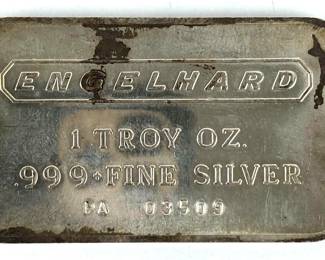 ENGELHARD
1 TROY OZ.
.999+FINE SILVER
PA 03509